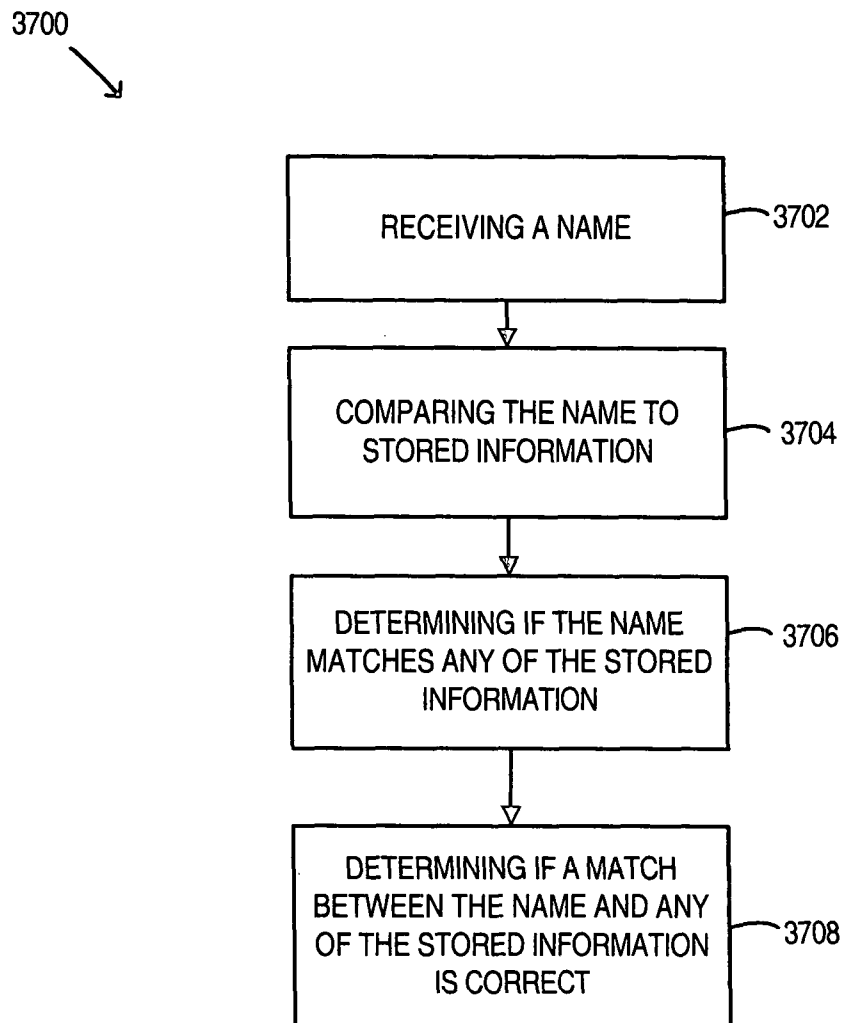 3700
RECEIVING A NAME
3702
COMPARING THE NAME TO
STORED INFORMATION
3704
DETERMINING IF THE NAME
MATCHES ANY OF THE STORED
INFORMATION
3706
DETERMINING IF A MATCH
BETWEEN THE NAME AND ANY
OF THE STORED INFORMATION
IS CORRECT
3708